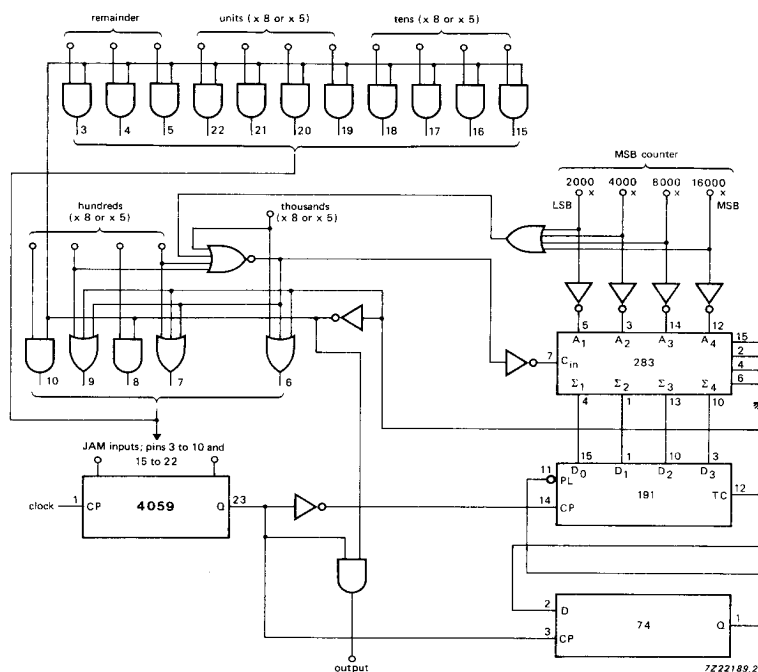 remainder
units (x 8 or x 5)
tens (x 8 or x 5)
3 4 5 22 21 20 19 18 17 16 15
MSB counter
2000 4000 8000 16000
x x x x
LSB MSB
hundreds
(x 8 or x 5)
thousands
(x 8 or x 5)
5 3 14 12
A1 A2 A3 A4
15
2
4
6
7 Cin
283
Σ1 Σ2 Σ3 Σ4
4 1 13 10
10 9 8 7 6
JAM inputs; pins 3 to 10 and
15 to 22
15 1 10 3
D0 D1 D2 D3
11 PL
191
TC 12
14 CP
clock 1 CP 4059 Q 23
2 D
74
Q 1
3 CP
output
7Z22189.2